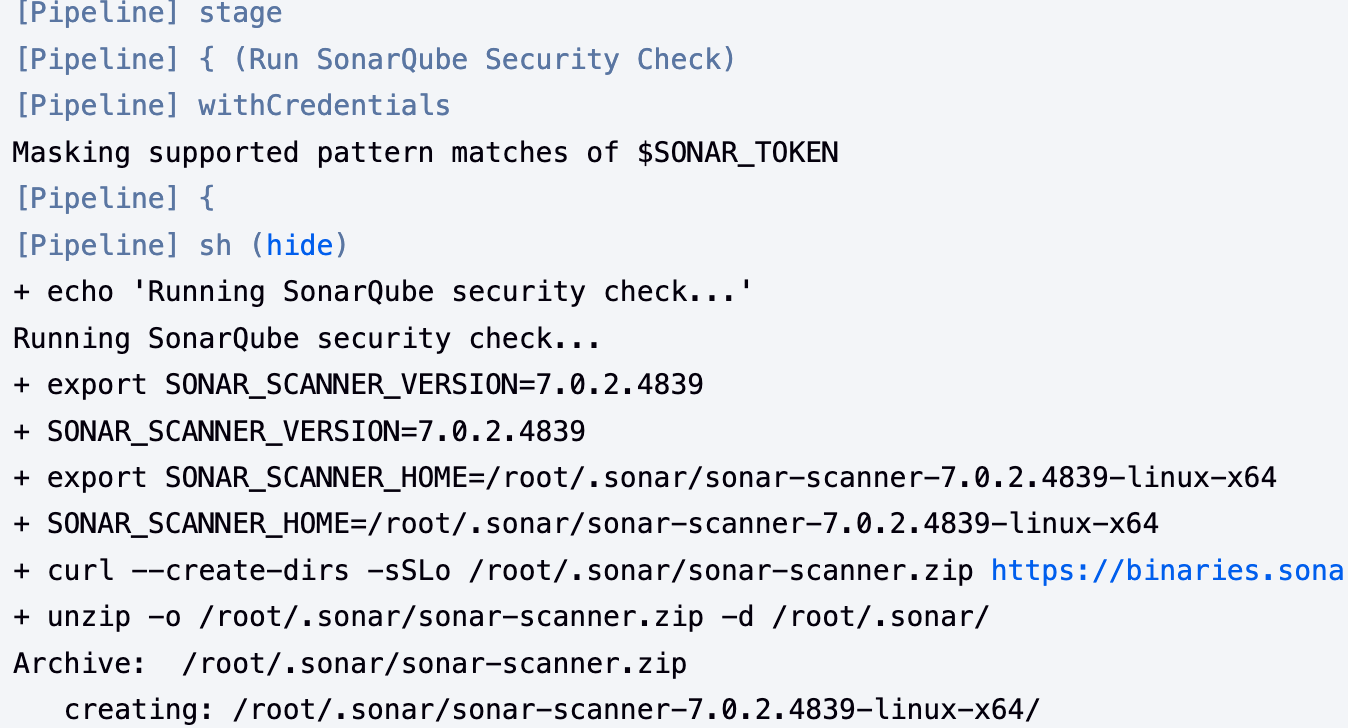 [Pipeline] stage
[Pipeline] { (Run SonarQube Security Check)
[Pipeline] withCredentials
Masking supported pattern matches of $SONAR_TOKEN
[Pipeline] {
[Pipeline] sh (hide)
+ echo 'Running SonarQube security check...'
Running SonarQube security check...
+ export SONAR_SCANNER_VERSION=7.0.2.4839
+ SONAR_SCANNER_VERSION=7.0.2.4839
+ export SONAR_SCANNER_HOME=/root/.sonar/sonar-scanner-7.0.2.4839-linux-x64
+ SONAR_SCANNER_HOME=/root/.sonar/sonar-scanner-7.0.2.4839-linux-x64
+ curl --create-dirs -sSLo /root/.sonar/sonar-scanner.zip https://binaries.sona
+ unzip -o /root/.sonar/sonar-scanner.zip -d /root/.sonar/
Archive:  /root/.sonar/sonar-scanner.zip
   creating: /root/.sonar/sonar-scanner-7.0.2.4839-linux-x64/